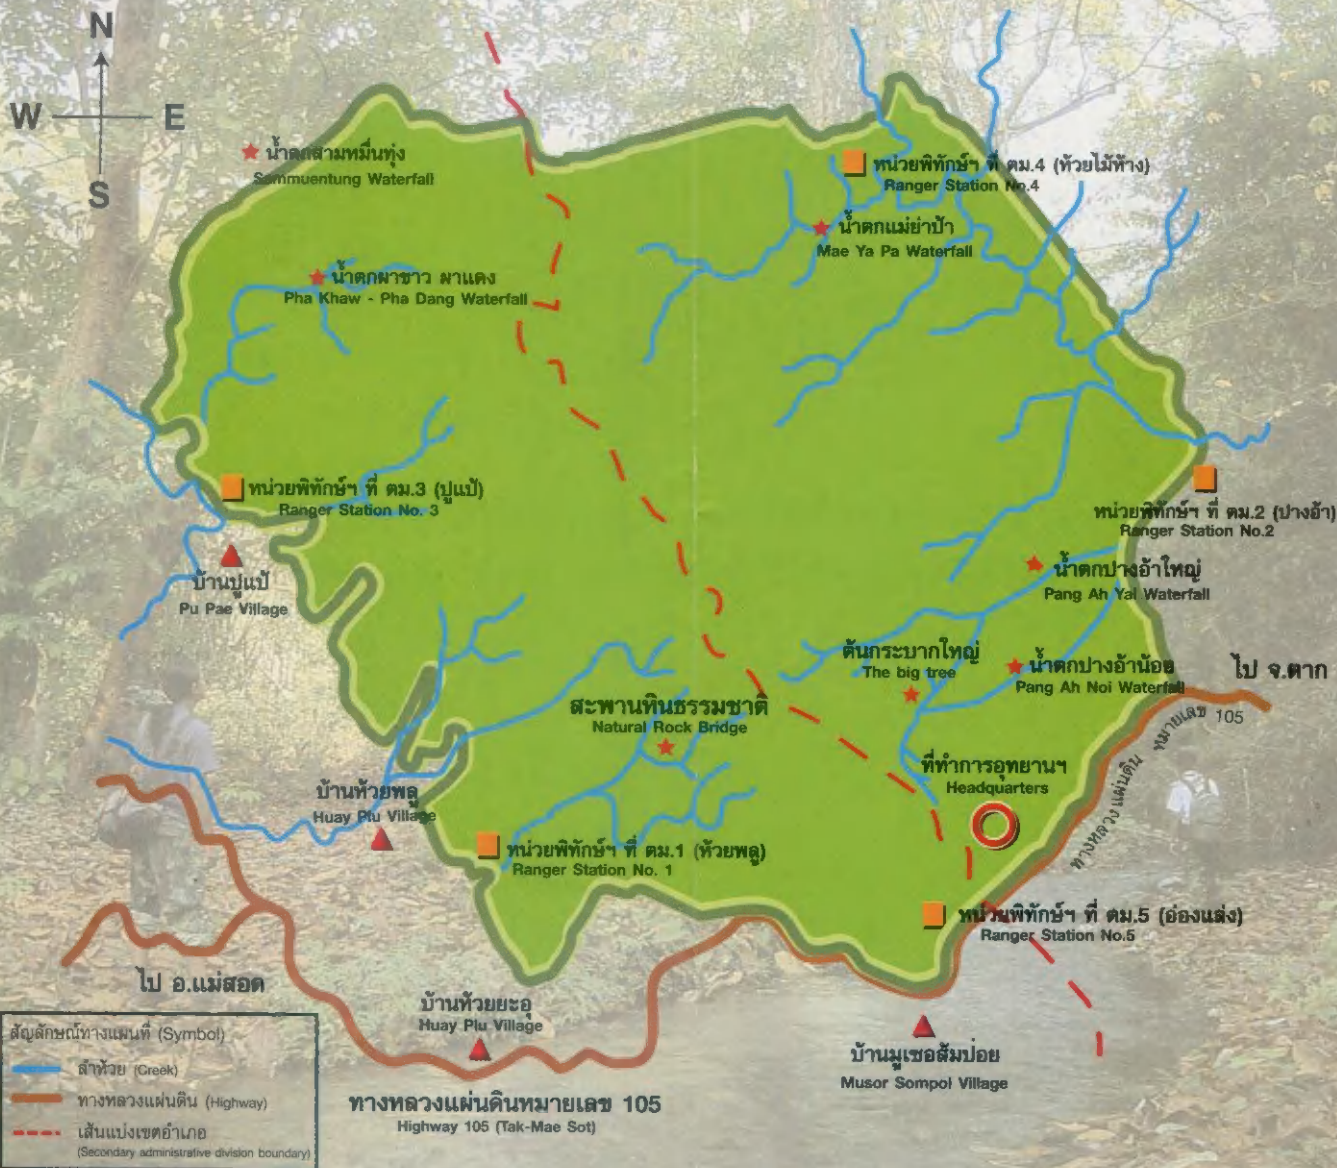 N
W E
S
น้ำตกสามหมื่นทุ่ง
Sammuentung Waterfall
หน่วยพิทักษ์ฯ ที่ ตม.4 (ห้วยไม้ห้าง)
Ranger Station No.4
น้ำตกแม่ย่าป้า
Mae Ya Pa Waterfall
น้ำตกผาขาว ผาแดง
Pha Khaw - Pha Dang Waterfall
หน่วยพิทักษ์ฯ ที่ ตม.3 (ปูแป้)
Ranger Station No. 3
หน่วยพิทักษ์ฯ ที่ ตม.2 (ปางอ้า)
Ranger Station No.2
บ้านปูแป้
Pu Pae Village
น้ำตกปางอ้าใหญ่
Pang Ah Yai Waterfall
ต้นกระบากใหญ่
The big tree
น้ำตกปางอ้าน้อย
Pang Ah Noi Waterfall
ไป จ.ตาก
สะพานหินธรรมชาติ
Natural Rock Bridge
ทางหลวงแผ่นดิน หมายเลข 105
ที่ทำการอุทยานฯ
Headquarters
บ้านห้วยพลู
Huay Plu Village
หน่วยพิทักษ์ฯ ที่ ตม.1 (ห้วยพลู)
Ranger Station No. 1
หน่วยพิทักษ์ฯ ที่ ตม.5 (อ่องแล่ง)
Ranger Station No.5
ไป อ.แม่สอด
บ้านห้วยยะอุ
Huay Plu Village
บ้านมูเซอส้มป่อย
Musor Sompoi Village
ทางหลวงแผ่นดินหมายเลข 105
Highway 105 (Tak-Mae Sot)
สัญลักษณ์ทางแผนที่ (Symbol)
ลำห้วย (Creek)
ทางหลวงแผ่นดิน (Highway)
เส้นแบ่งเขตอำเภอ
(Secondary administrative division boundary)